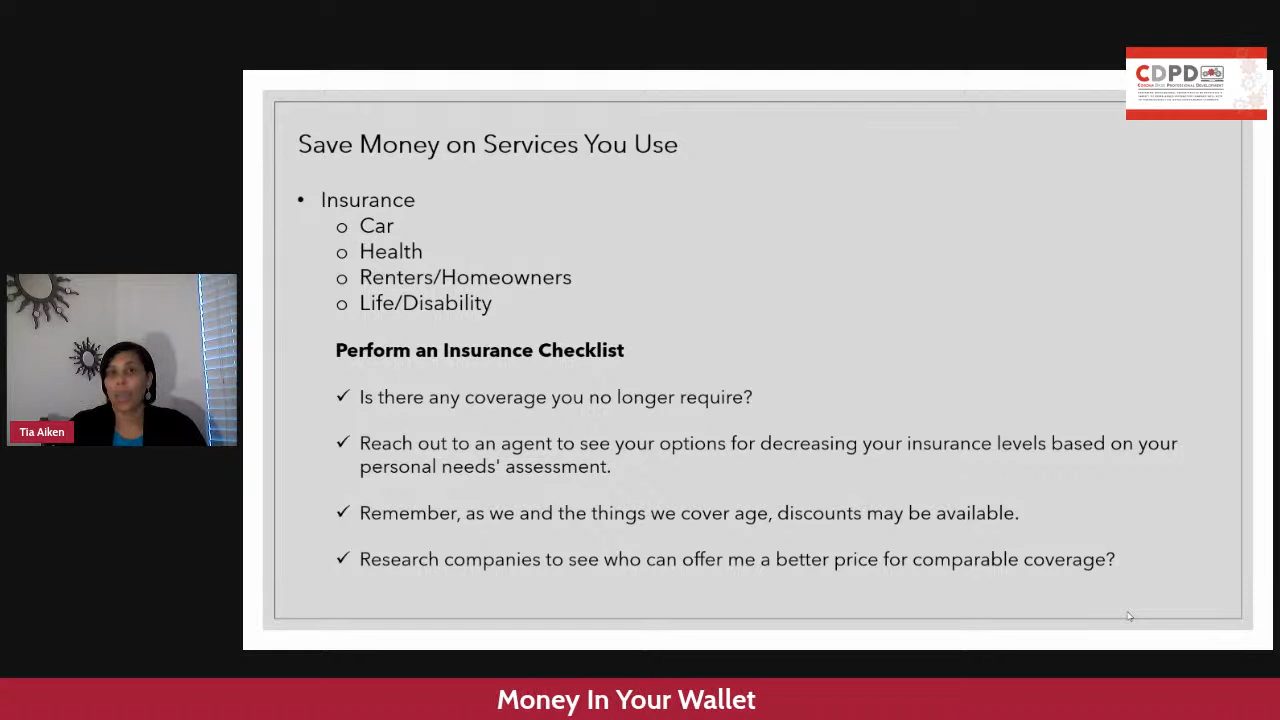 CDPD
CORONA DAZE PROFESSIONAL DEVELOPMENT
Save Money on Services You Use
• Insurance
o Car
o Health
o Renters/Homeowners
o Life/Disability
Perform an Insurance Checklist
✓ Is there any coverage you no longer require?
✓ Reach out to an agent to see your options for decreasing your insurance levels based on your
personal needs' assessment.
✓ Remember, as we and the things we cover age, discounts may be available.
✓ Research companies to see who can offer me a better price for comparable coverage?
Tia Aiken
Money In Your Wallet